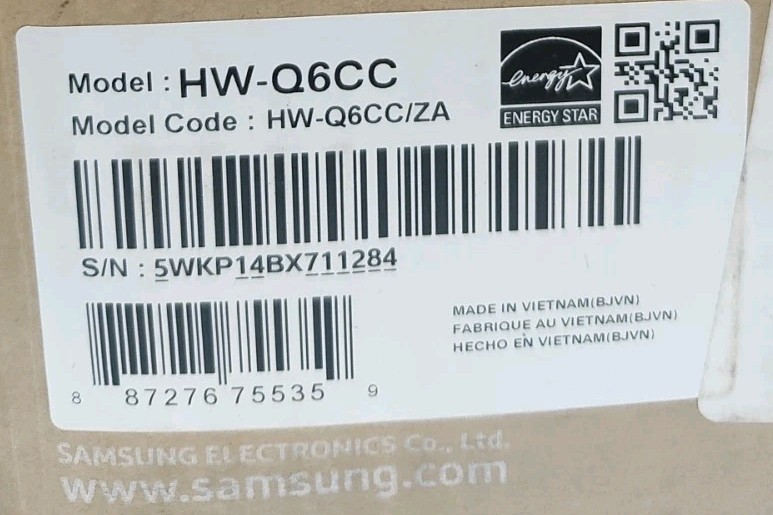 Model : HW-Q6CC
Model Code : HW-Q6CC/ZA
energy
ENERGY STAR
S/N : 5WKP14BX711284
8 87276 75535 9
MADE IN VIETNAM(BJVN)
FABRIQUE AU VIETNAM(BJVN)
HECHO EN VIETNAM(BJVN)
SAMSUNG ELECTRONICS Co., Ltd.
www.samsung.com